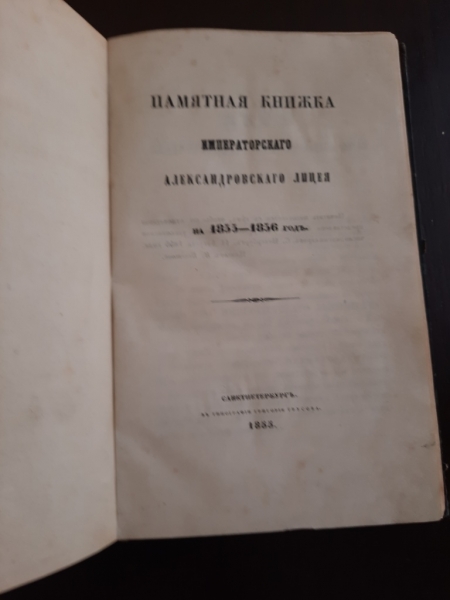 ПАМЯТНАЯ КНИЖКА
ИМПЕРАТОРСКАГО
АЛЕКСАНДРОВСКАГО ЛИЦЕЯ
НА 1855—1856 ГОДЪ.
САНКТПЕТЕРБУРГЪ.
1855.